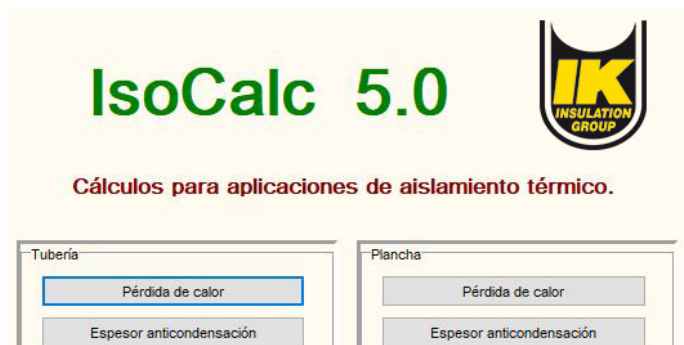 IsoCalc 5.0
IK
INSULATION
GROUP
Cálculos para aplicaciones de aislamiento térmico.
Tubería
Pérdida de calor
Espesor anticondensación
Plancha
Pérdida de calor
Espesor anticondensación